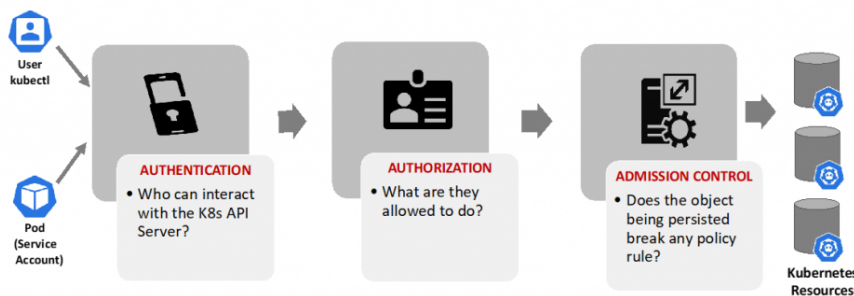 User
kubectl
Pod
(Service
Account)
AUTHENTICATION
• Who can interact
with the K8s API
Server?
AUTHORIZATION
• What are they
allowed to do?
ADMISSION CONTROL
• Does the object
being persisted
break any policy
rule?
Kubernetes
Resources